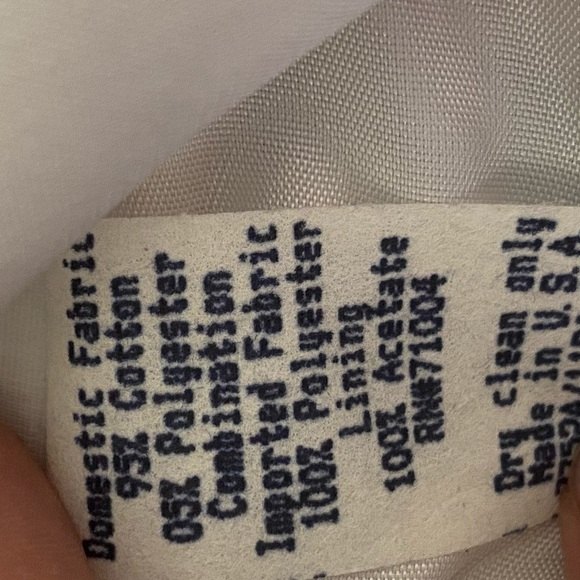 Domestic Fabric
95% Cotton
05% Polyester
Combination
Imported Fabric
100% Polyester
Lining
100% Acetate
RN#71004
Dry clean only
Made in U.S.A